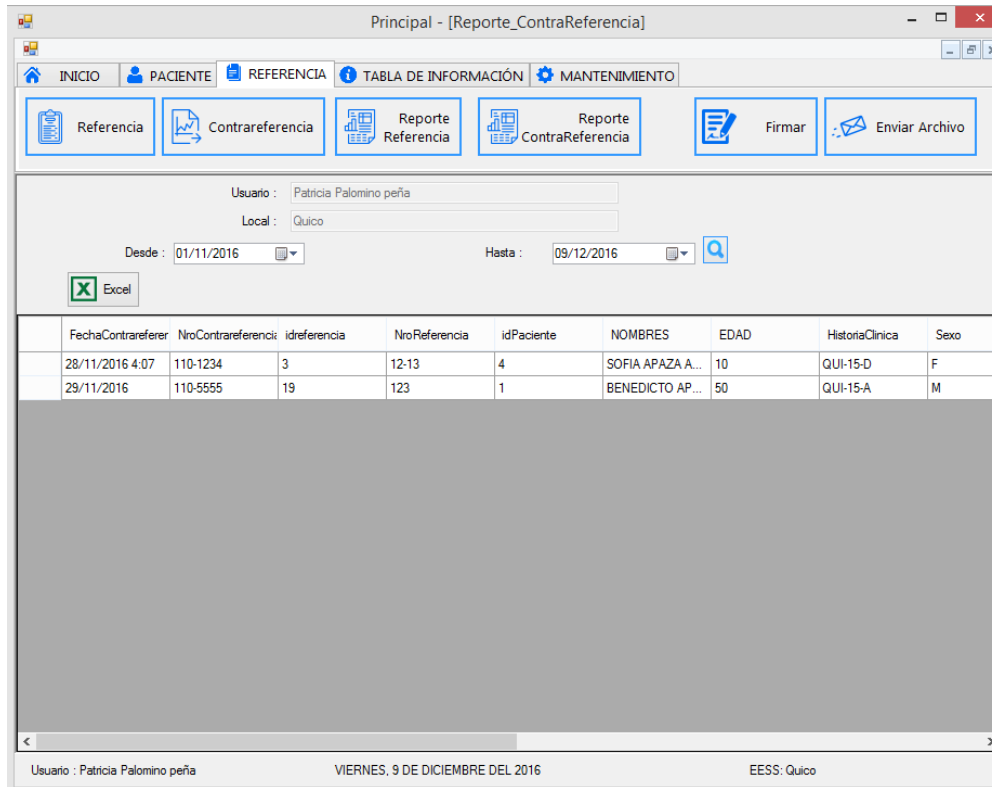 Principal - [Reporte_ContraReferencia]
INICIO PACIENTE REFERENCIA TABLA DE INFORMACIÓN MANTENIMIENTO
Referencia Contrareferencia Reporte Referencia Reporte ContraReferencia Firmar Enviar Archivo
Usuario : Patricia Palomino peña
Local : Quico
Desde : 01/11/2016 Hasta : 09/12/2016
Excel
FechaContrareferer NroContrareferencia idreferencia NroReferencia idPaciente NOMBRES EDAD HistoriaClinica Sexo
28/11/2016 4:07 110-1234 3 12-13 4 SOFIA APAZA A... 10 QUI-15-D F
29/11/2016 110-5555 19 123 1 BENEDICTO AP... 50 QUI-15-A M
Usuario : Patricia Palomino peña VIERNES, 9 DE DICIEMBRE DEL 2016 EESS: Quico